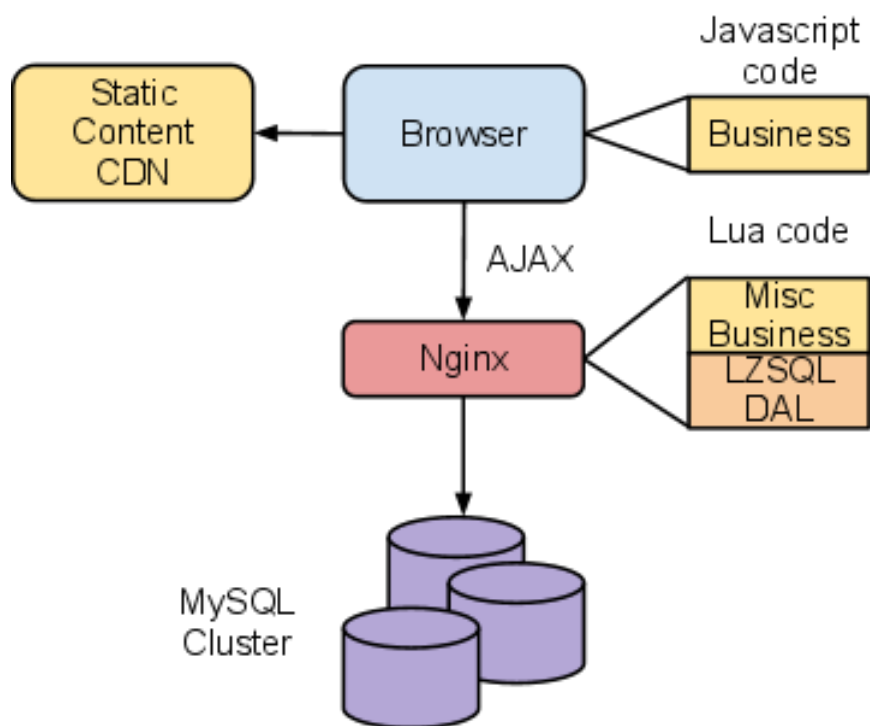 Javascript
code
Static
Content
CDN
Browser
Business
AJAX
Lua code
Nginx
Misc
Business
LZSQL
DAL
MySQL
Cluster